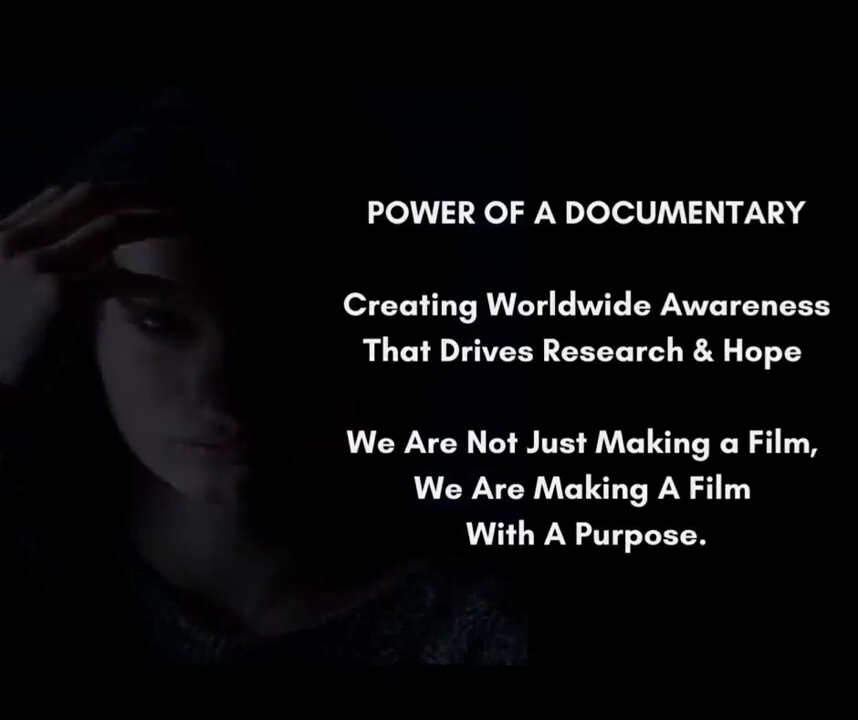 POWER OF A DOCUMENTARY
Creating Worldwide Awareness
That Drives Research & Hope
We Are Not Just Making a Film,
We Are Making A Film
With A Purpose.